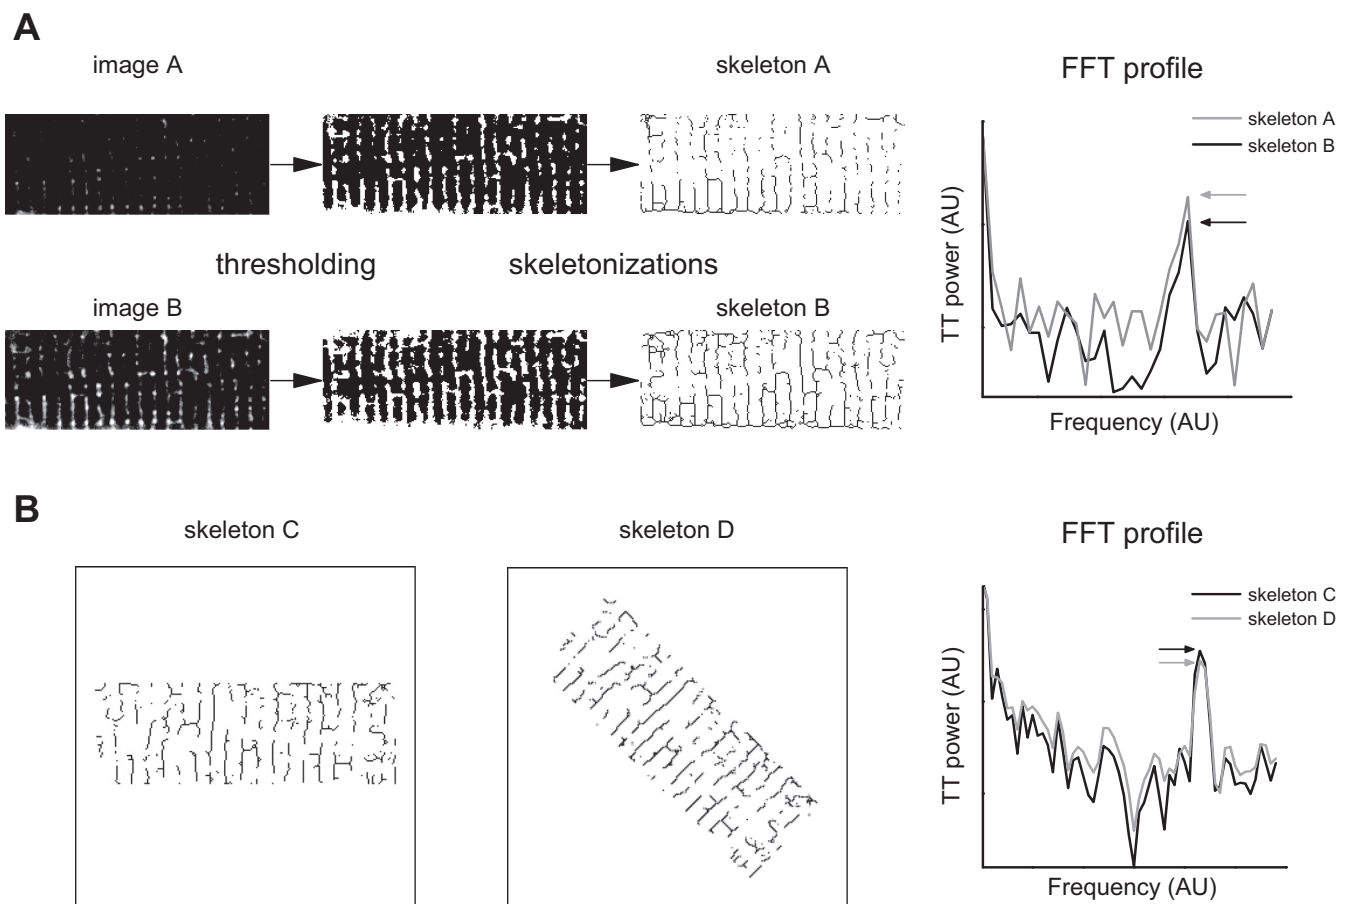 A
image A
skeleton A
FFT profile
skeleton A
skeleton B
TT power (AU)
Frequency (AU)
thresholding
skeletonizations
image B
skeleton B
B
skeleton C
skeleton D
FFT profile
skeleton C
skeleton D
TT power (AU)
Frequency (AU)